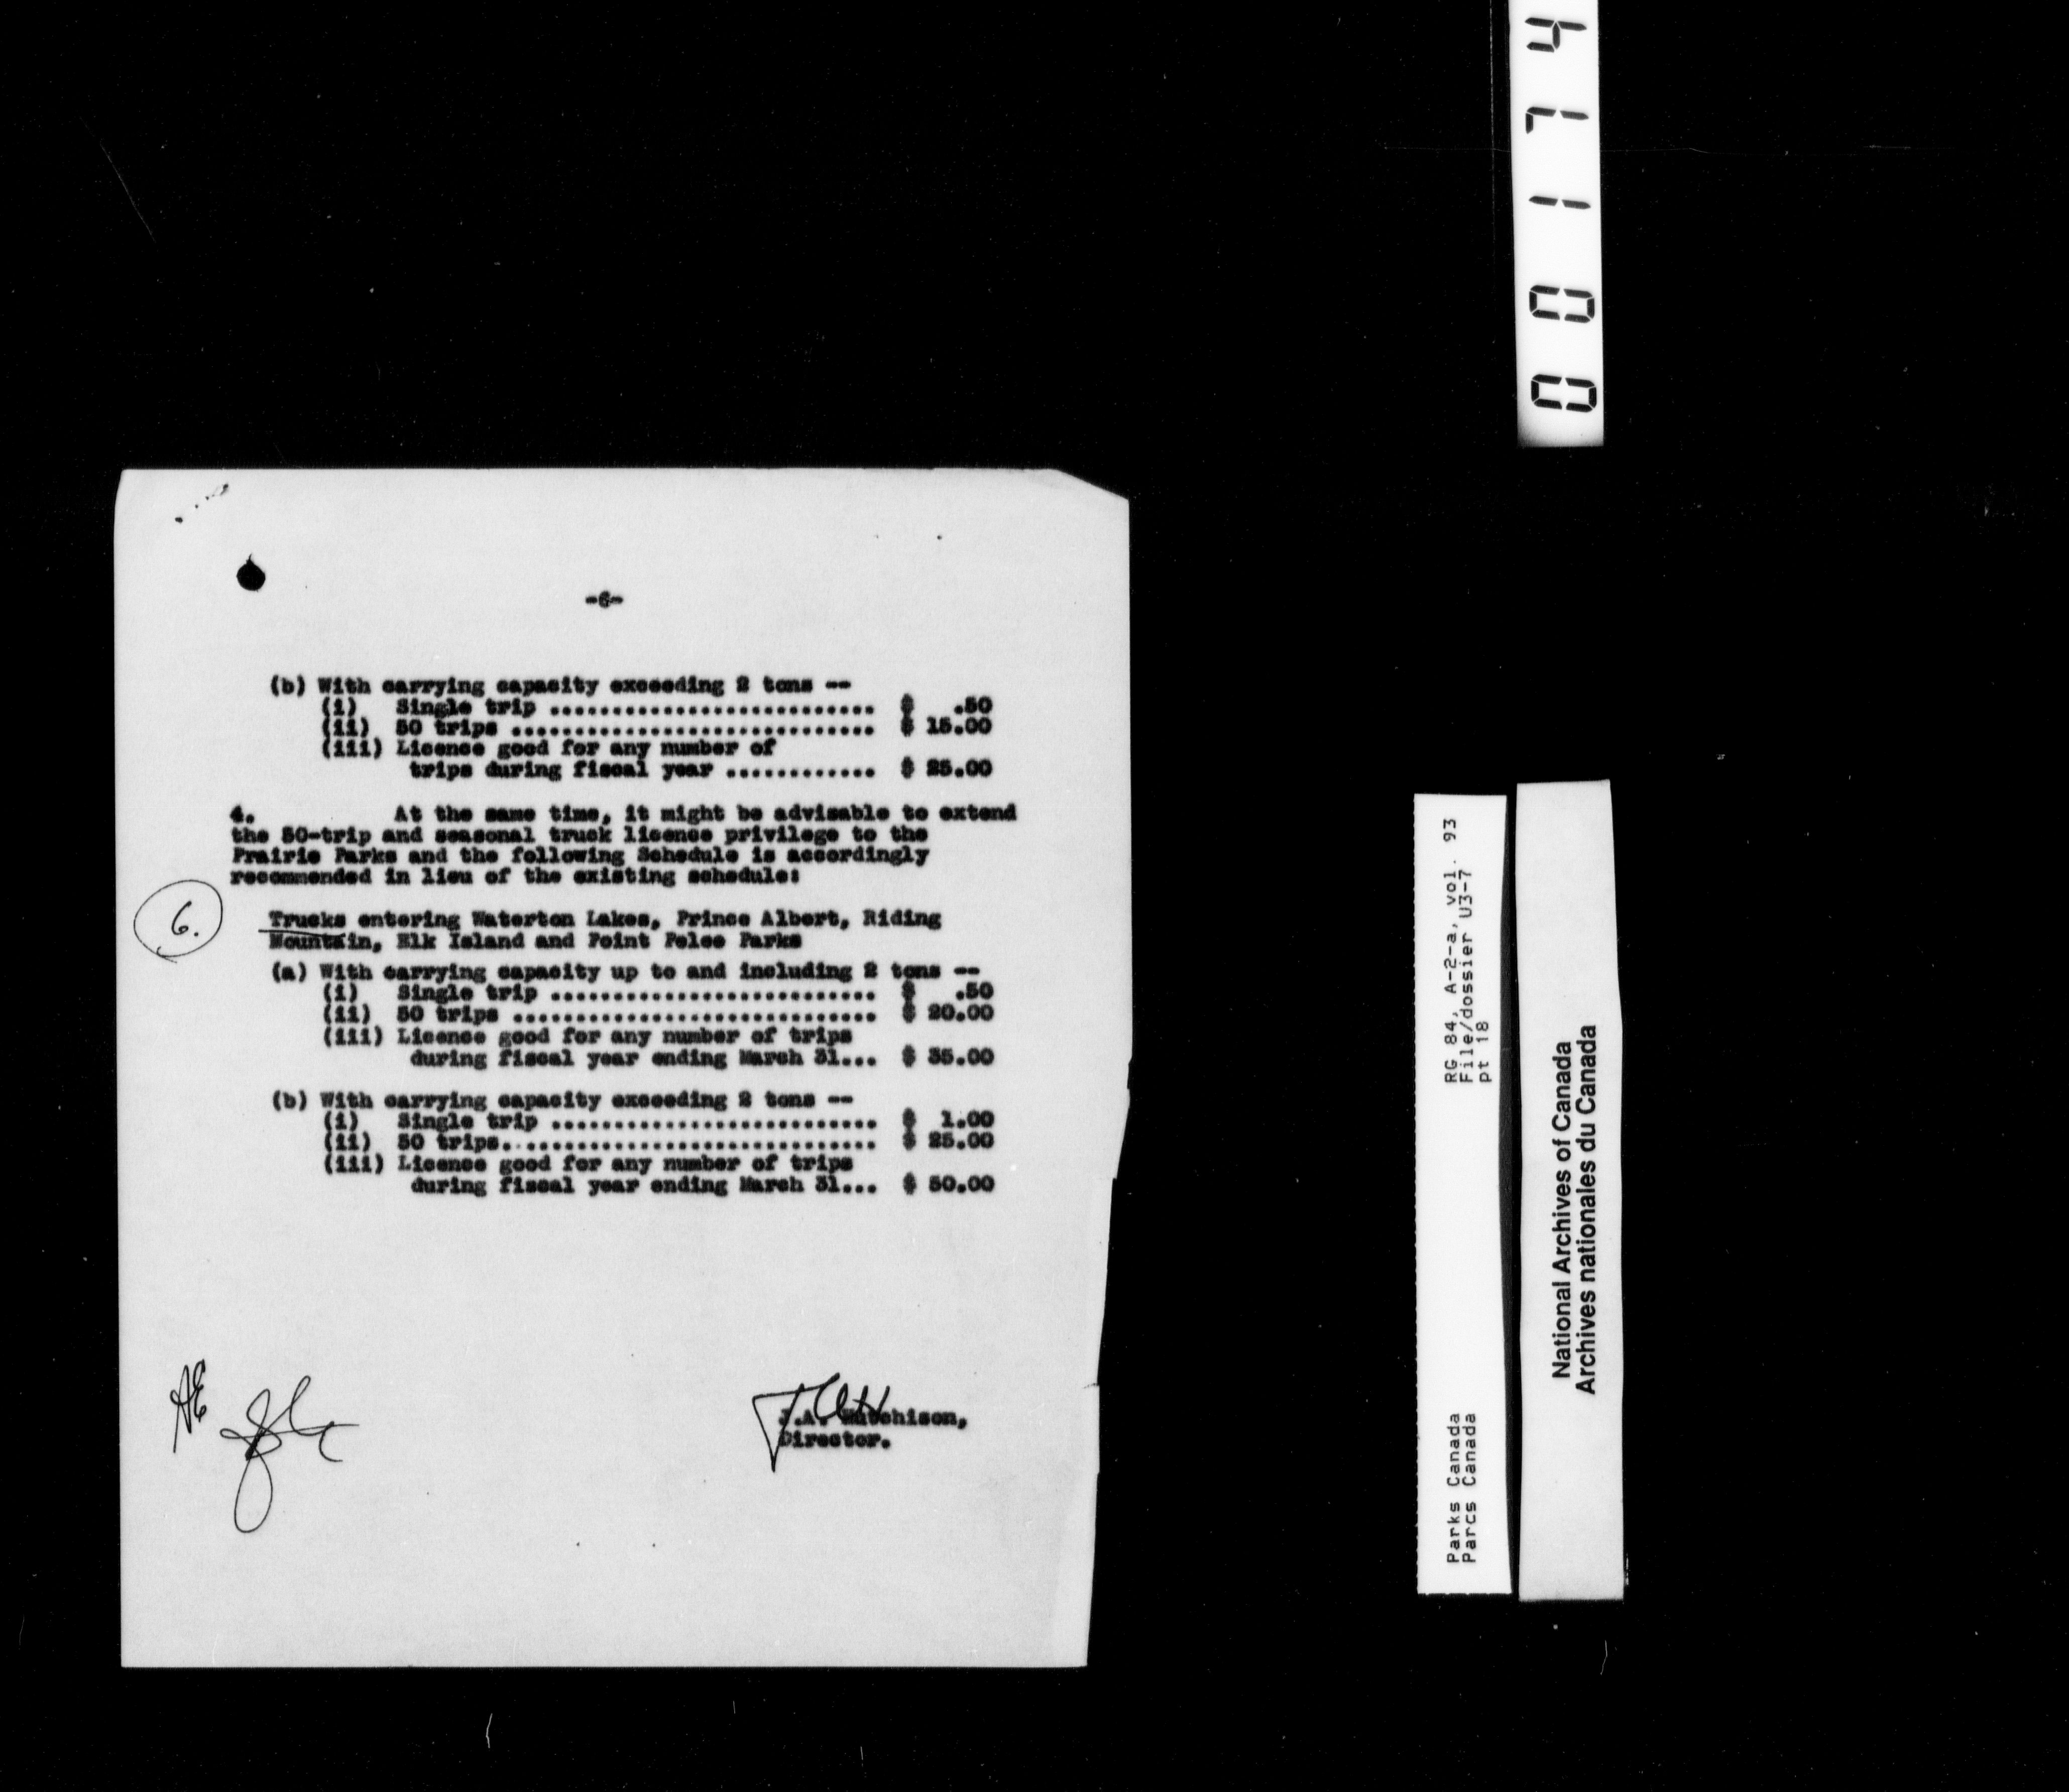 -6-
(b) With carrying capacity exceeding 2 tons --
(i) Single trip ........................... $ .50
(ii) 50 trips .............................. $ 15.00
(iii) Licence good for any number of
trips during fiscal year ............ $ 25.00
4. At the same time, it might be advisable to extend
the 50-trip and seasonal truck licence privilege to the
Prairie Parks and the following Schedule is accordingly
recommended in lieu of the existing schedule:
6.
Trucks entering Waterton Lakes, Prince Albert, Riding
Mountain, Elk Island and Point Pelee Parks
(a) With carrying capacity up to and including 2 tons --
(i) Single trip ........................... $ .50
(ii) 50 trips .............................. $ 20.00
(iii) Licence good for any number of trips
during fiscal year ending March 31... $ 35.00
(b) With carrying capacity exceeding 2 tons --
(i) Single trip ........................... $ 1.00
(ii) 50 trips............................... $ 25.00
(iii) Licence good for any number of trips
during fiscal year ending March 31... $ 50.00
J.A. Hutchison,
Director.
00174
RG 84, A-2-a, vol. 93
File/dossier U3-7
pt 18
Parks Canada
Parcs Canada
National Archives of Canada
Archives nationales du Canada